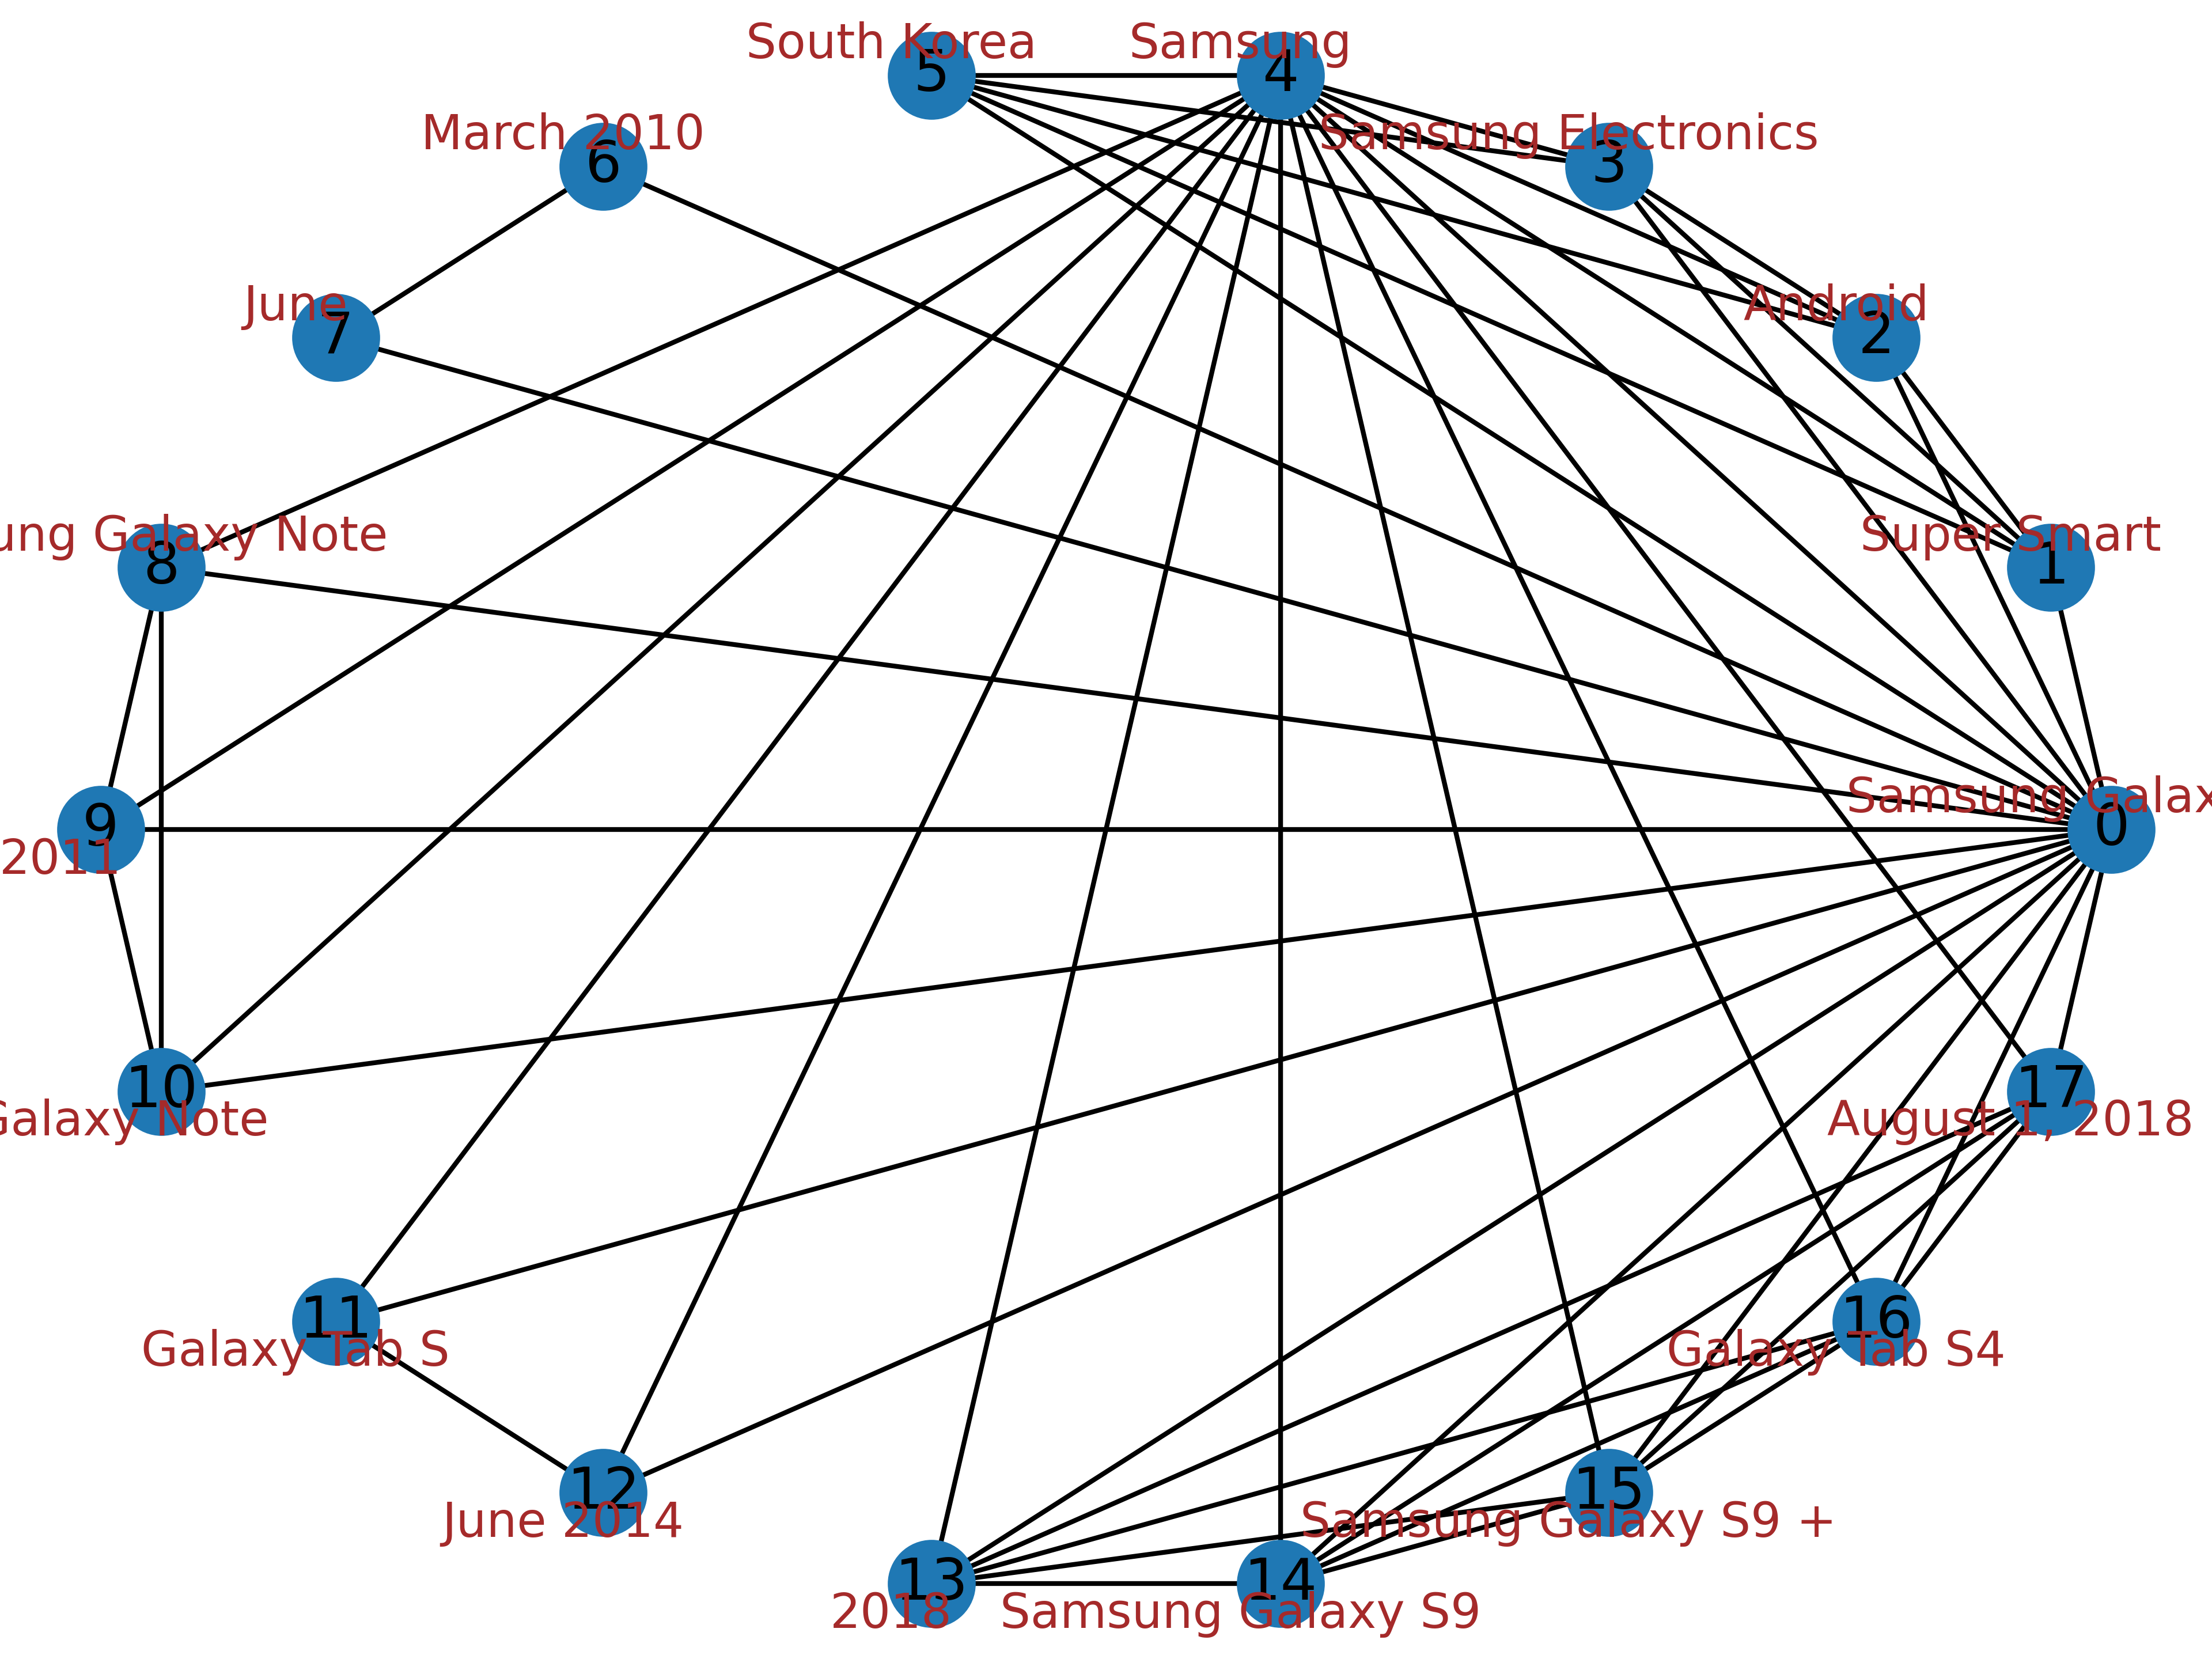 South Korea
Samsung
5
4
March 2010
Samsung Electronics
6
3
June
Android
7
2
ung Galaxy Note
Super Smart
8
1
Samsung Galax
9
0
2011
10
17
Galaxy Note
August 1, 2018
11
16
Galaxy Tab S
Galaxy Tab S4
12
15
June 2014
Samsung Galaxy S9 +
13
14
2018
Samsung Galaxy S9